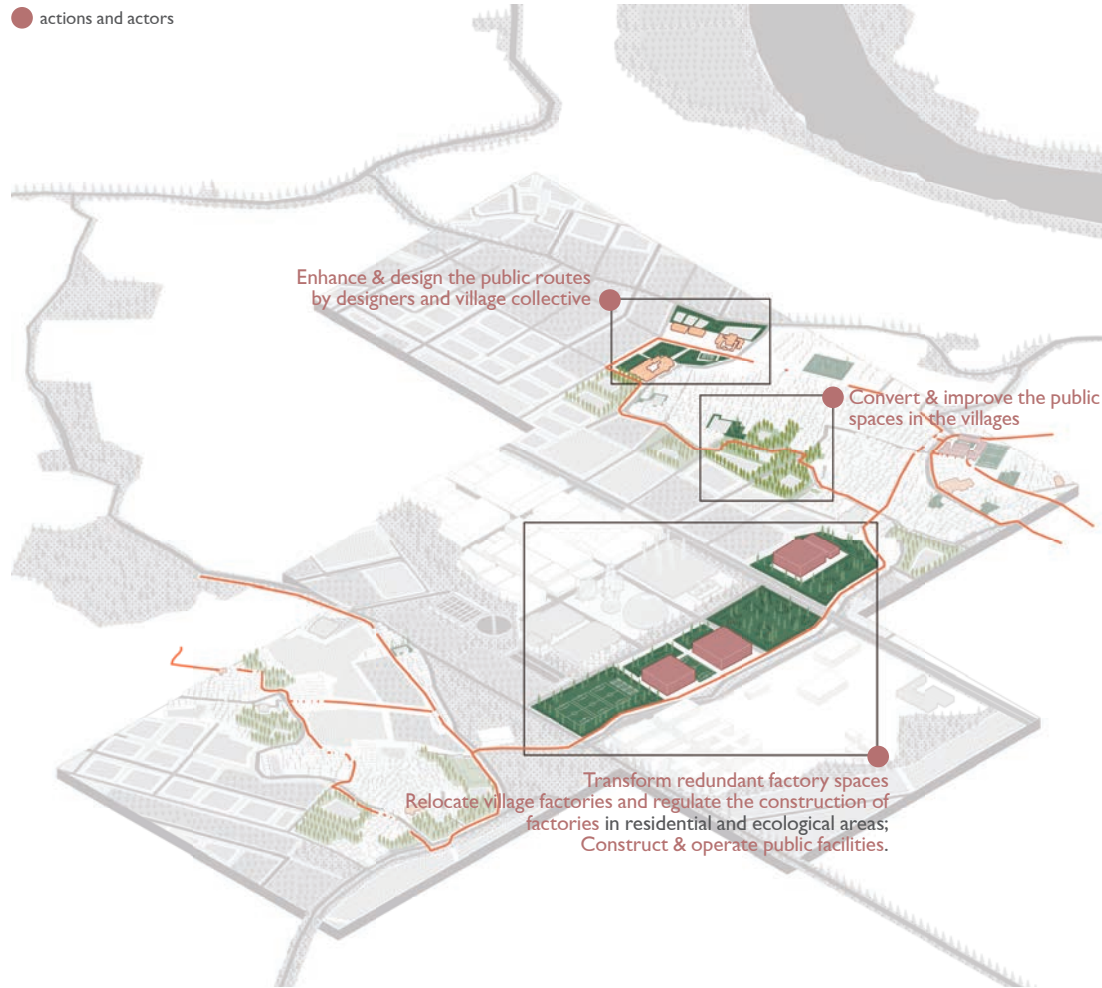 actions and actors
Enhance & design the public routes
by designers and village collective
Convert & improve the public
spaces in the villages
Transform redundant factory spaces
Relocate village factories and regulate the construction of
factories in residential and ecological areas;
Construct & operate public facilities.